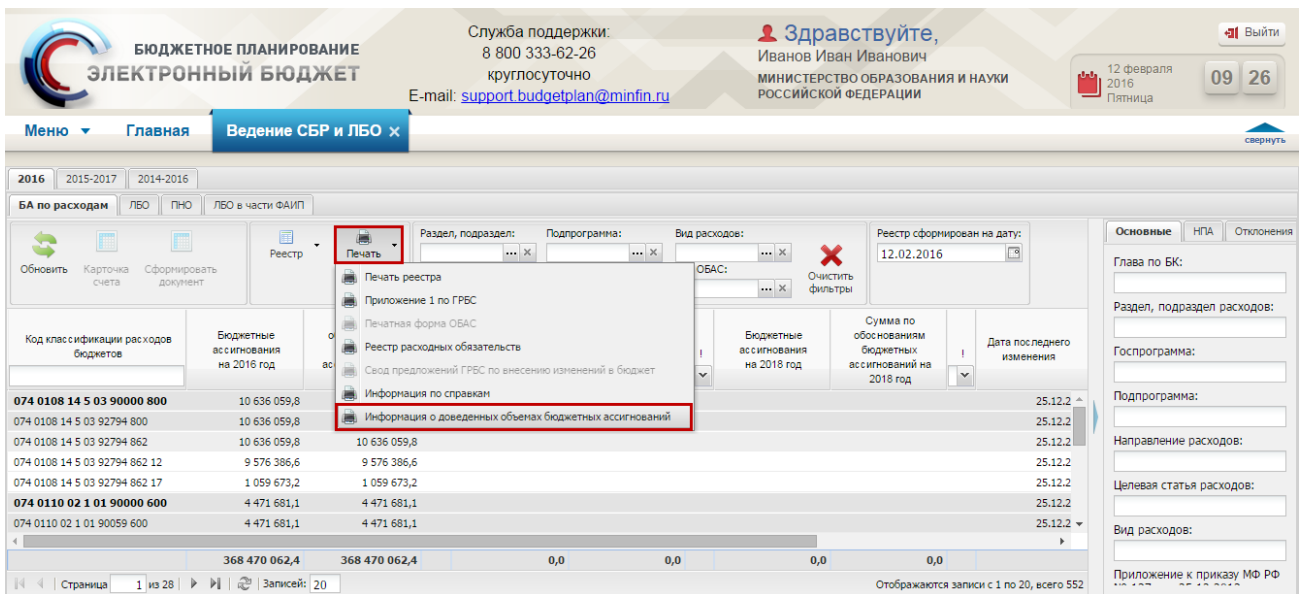 БЮДЖЕТНОЕ ПЛАНИРОВАНИЕ
ЭЛЕКТРОННЫЙ БЮДЖЕТ
Служба поддержки:
8 800 333-62-26
круглосуточно
E-mail: support.budgetplan@minfin.ru
Здравствуйте,
Иванов Иван Иванович
МИНИСТЕРСТВО ОБРАЗОВАНИЯ И НАУКИ
РОССИЙСКОЙ ФЕДЕРАЦИИ
Выйти
12 февраля
2016
Пятница
09 26
Меню Главная Ведение СБР и ЛБО ×
свернуть
2016 2015-2017 2014-2016
БА по расходам ЛБО ПНО ЛБО в части ФАИП
Обновить
Карточка
счета
Сформировать
документ
Реестр
Печать
Раздел, подраздел:
Подпрограмма:
Вид расходов:
ОБАС:
Очистить
фильтры
Реестр сформирован на дату:
12.02.2016
Печать реестра
Приложение 1 по ГРБС
Печатная форма ОБАС
Реестр расходных обязательств
Свод предложений ГРБС по внесению изменений в бюджет
Информация по справкам
Информация о доведенных объемах бюджетных ассигнований
Код классификации расходов
бюджетов
Бюджетные
ассигнования
на 2016 год
!
Бюджетные
ассигнования
на 2018 год
Сумма по
обоснованиям
бюджетных
ассигнований на
2018 год
!
Дата последнего
изменения
074 0108 14 5 03 90000 800 10 636 059,8 25.12.2
074 0108 14 5 03 92794 800 10 636 059,8 25.12.2
074 0108 14 5 03 92794 862 10 636 059,8 10 636 059,8 25.12.2
074 0108 14 5 03 92794 862 12 9 576 386,6 9 576 386,6 25.12.2
074 0108 14 5 03 92794 862 17 1 059 673,2 1 059 673,2 25.12.2
074 0110 02 1 01 90000 600 4 471 681,1 4 471 681,1 25.12.2
074 0110 02 1 01 90059 600 4 471 681,1 4 471 681,1 25.12.2
368 470 062,4 368 470 062,4 0,0 0,0 0,0 0,0
Страница 1 из 28 Записей: 20
Отображаются записи с 1 по 20, всего 552
Основные НПА Отклонения
Глава по БК:
Раздел, подраздел расходов:
Госпрограмма:
Подпрограмма:
Направление расходов:
Целевая статья расходов:
Вид расходов:
Приложение к приказу МФ РФ